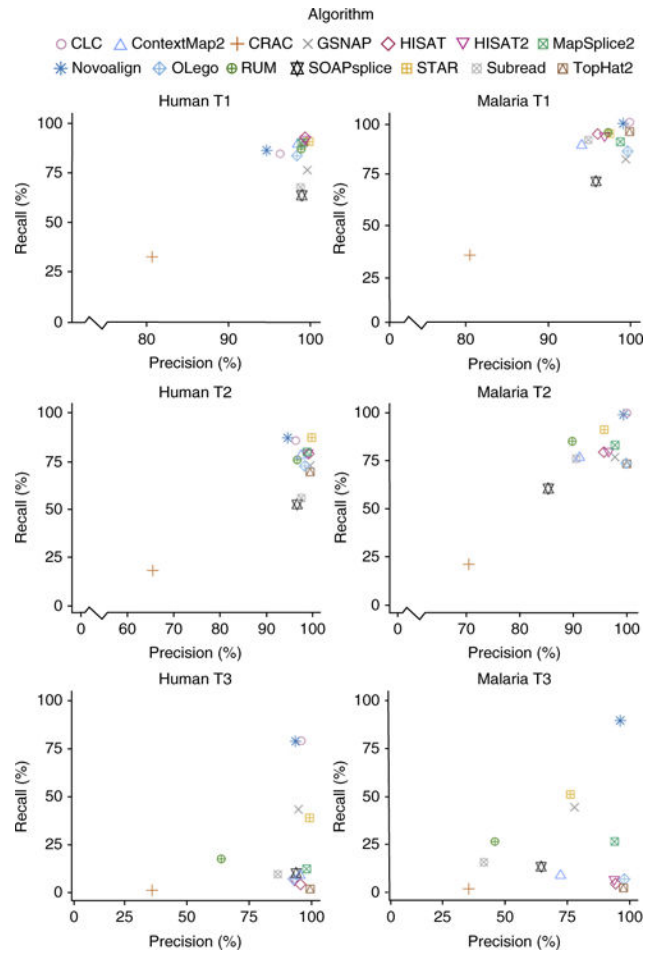 Algorithm
CLC ContextMap2 CRAC GSNAP HISAT HISAT2 MapSplice2
Novoalign OLego RUM SOAPsplice STAR Subread TopHat2
Human T1 Malaria T1
100 100
75 75
50 50
25 25
0 0
Recall (%) Recall (%)
80 90 100 0 80 90 100
Precision (%) Precision (%)
Human T2 Malaria T2
100 100
75 75
50 50
25 25
0 0
Recall (%) Recall (%)
0 60 70 80 90 100 0 70 80 90 100
Precision (%) Precision (%)
Human T3 Malaria T3
100 100
75 75
50 50
25 25
0 0
Recall (%) Recall (%)
0 25 50 75 100 0 25 50 75 100
Precision (%) Precision (%)